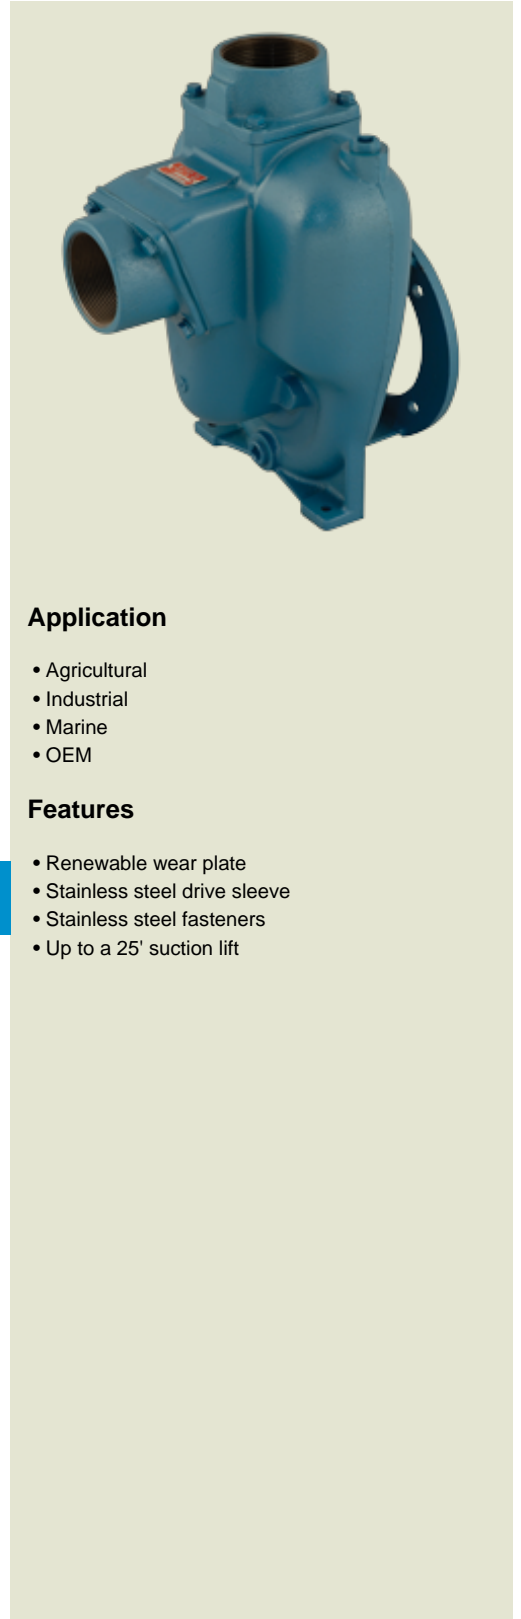 Application
• Agricultural
• Industrial
• Marine
• OEM
Features
• Renewable wear plate
• Stainless steel drive sleeve
• Stainless steel fasteners
• Up to a 25' suction lift